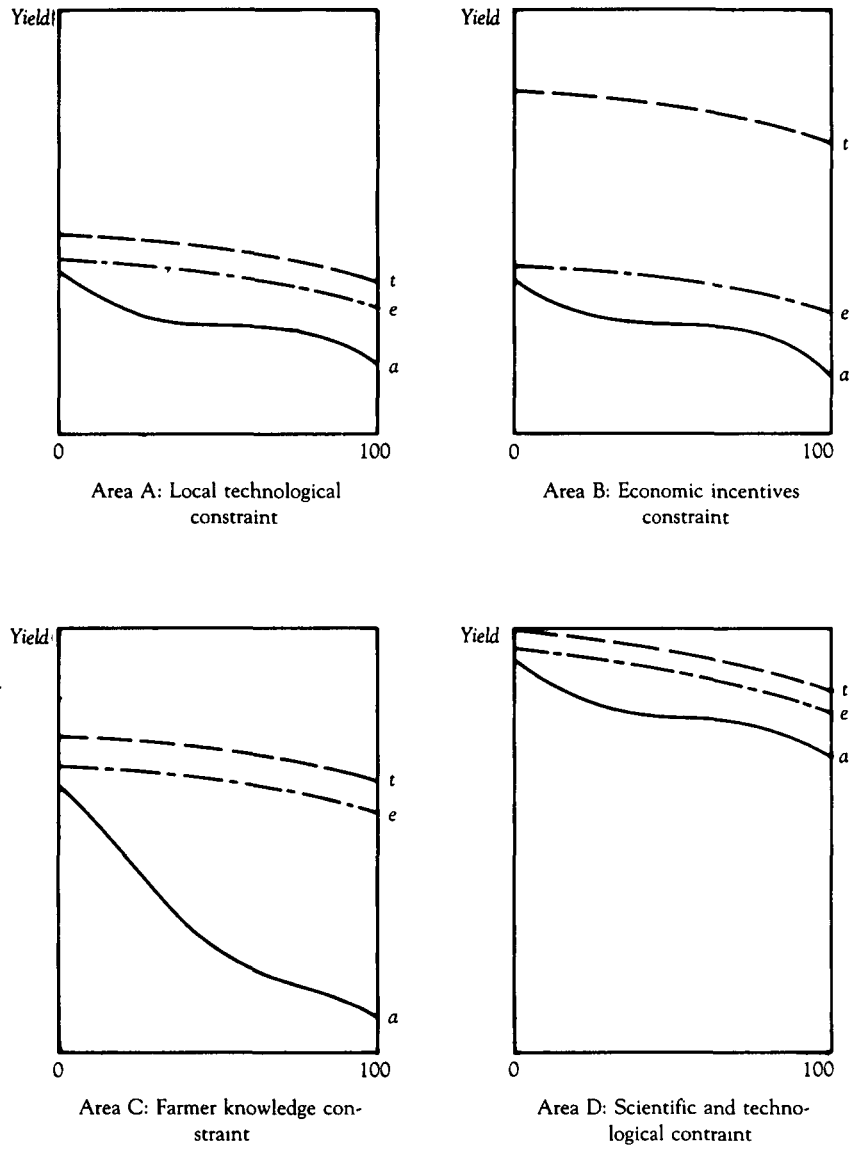 Yield
t
e
a
0 100
Area A: Local technological
constraint
Yield
t
e
a
0 100
Area B: Economic incentives
constraint
Yield
t
e
a
0 100
Area C: Farmer knowledge con-
straint
Yield
t
e
a
0 100
Area D: Scientific and techno-
logical contraint